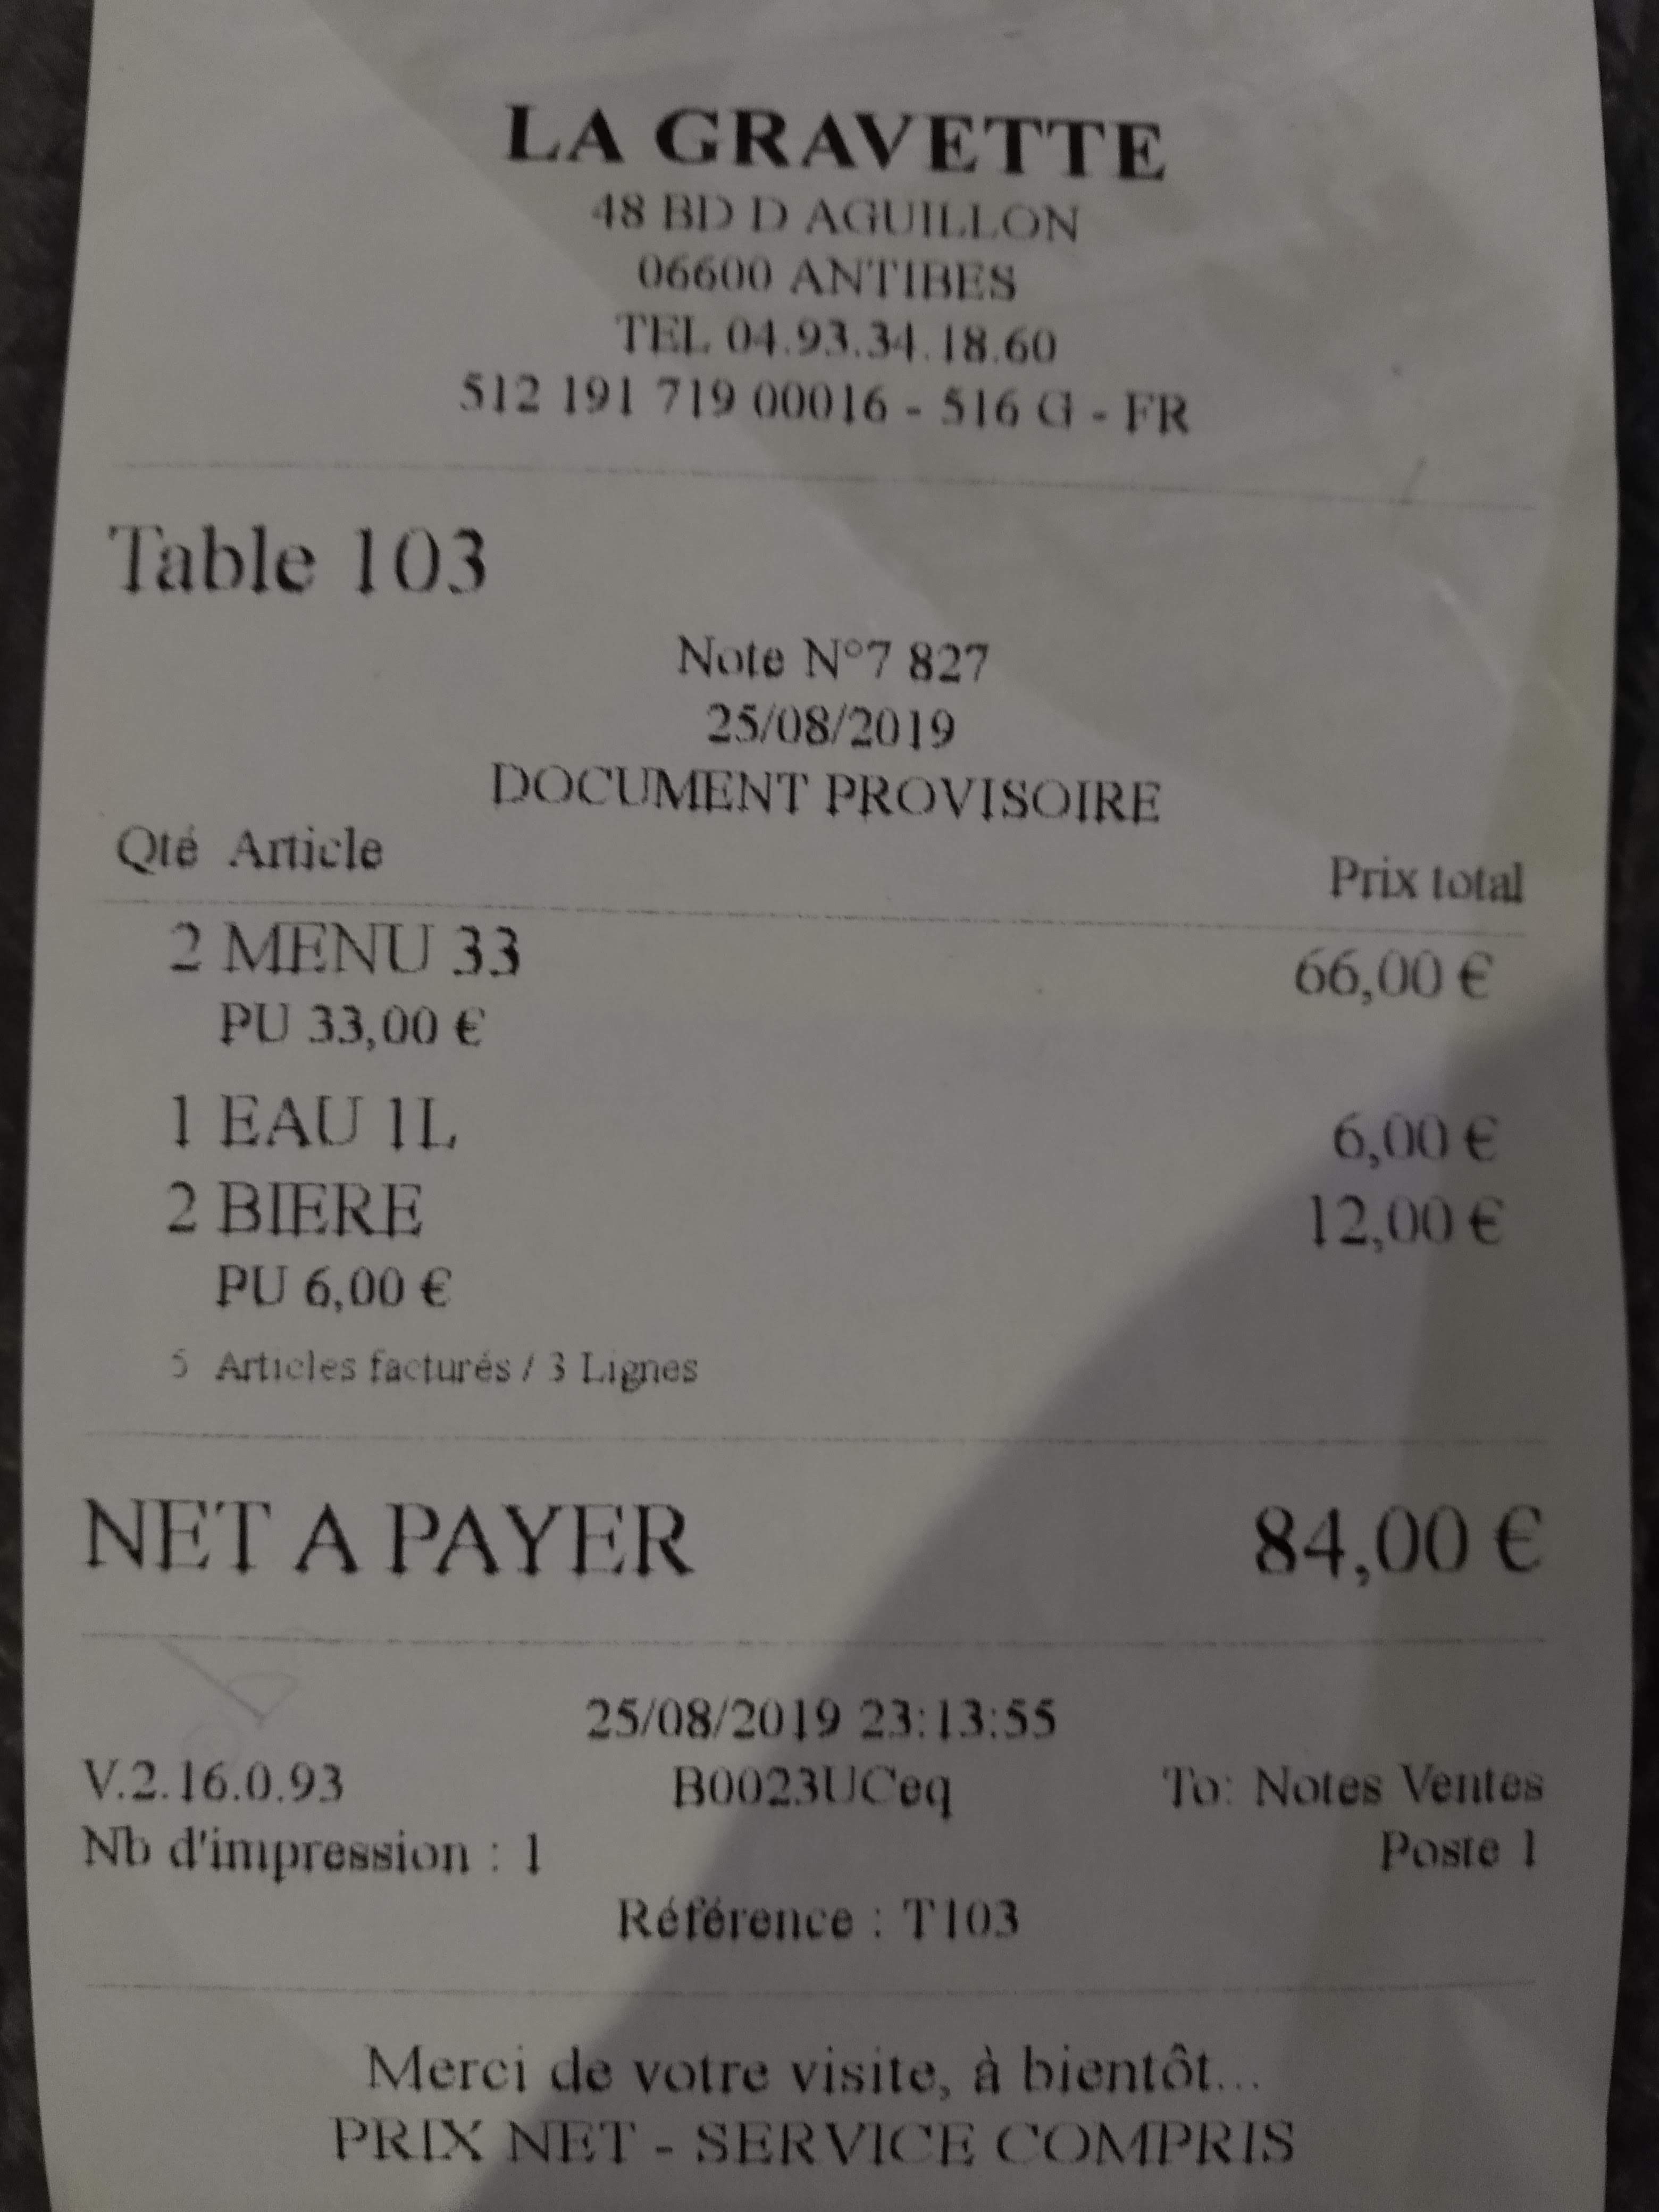 LA GRAVETTE
48 BD D AGUILLON
06600 ANTIBES
TEL 04.93.34.18.60
512 191 719 00016 - 516 G - FR
Table 103
Note N°7 827
25/08/2019
DOCUMENT PROVISOIRE
Qté Article Prix total
2 MENU 33 66,00 €
PU 33,00 €
1 EAU 1L 6,00 €
2 BIERE 12,00 €
PU 6,00 €
5 Articles facturés / 3 Lignes
NET A PAYER 84,00 €
25/08/2019 23:13:55
V.2.16.0.93 B0023UCeq To: Notes Ventes
Nb d'impression : 1 Poste 1
Référence : T103
Merci de votre visite, à bientôt...
PRIX NET - SERVICE COMPRIS